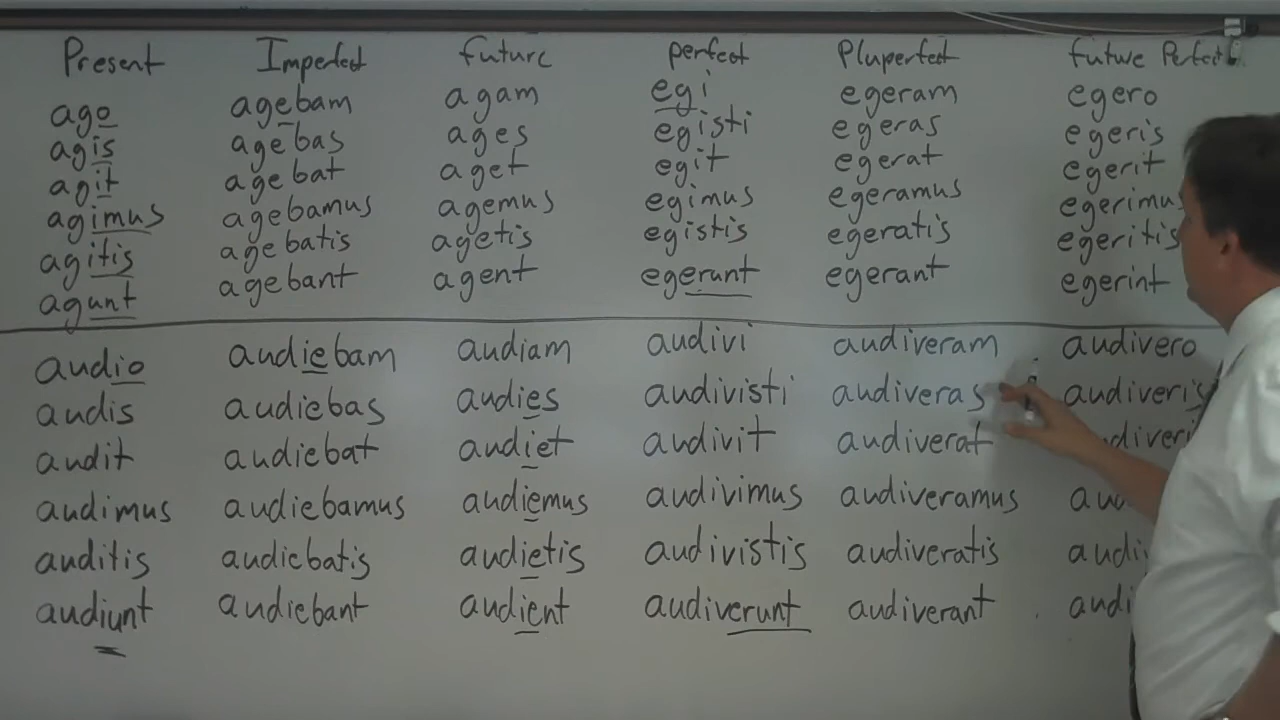 Present Imperfect future perfect Pluperfect future Perfect
ago agebam agam egi egeram egero
agis agebas ages egisti egeras egeris
agit agebat aget egit egerat egerit
agimus agebamus agemus egimus egeramus egerimus
agitis agebatis agetis egistis egeratis egeritis
agunt agebant agent egerunt egerant egerint
audio audiebam audiam audivi audiveram audivero
audis audiebas audies audivisti audiveras audiveris
audit audiebat audiet audivit audiverat
audimus audiebamus audiemus audivimus audiveramus
auditis audiebatis audietis audivistis audiveratis
audiunt audiebant audient audiverunt audiverant